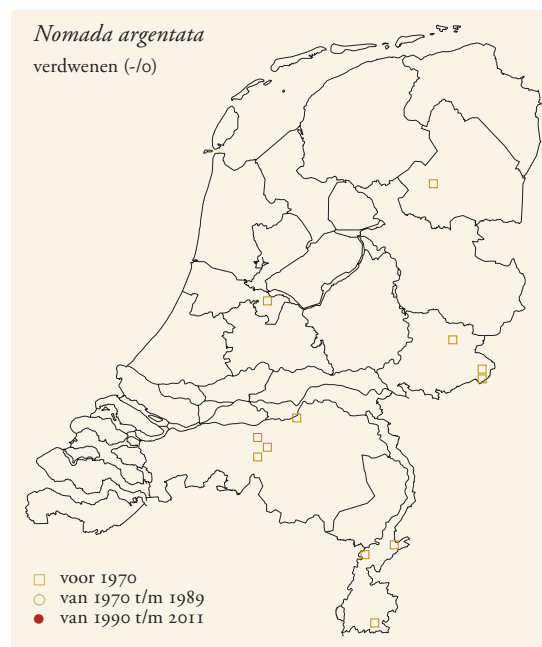 Nomada argentata
verdwenen (-/0)
voor 1970
van 1970 t/m 1989
van 1990 t/m 2011